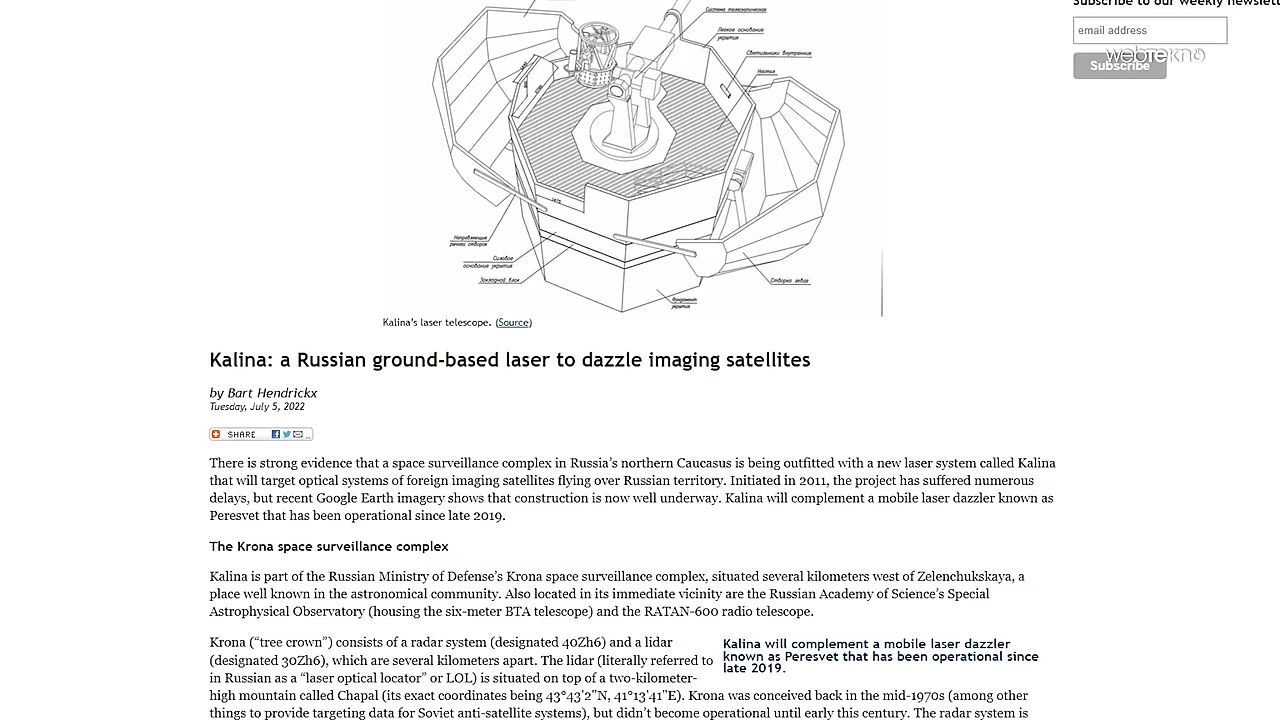 Subscribe to our weekly newslett
email address
Subscribe
webtekno
Система телескопическая
Легкое основание
укрытия
Светильники внутренние
Настил
Направляющие
рычаги створок
Силовое
основание укрытия
Закладной блок
Створка левая
Фундамент
укрытия
Kalina’s laser telescope. (Source)
Kalina: a Russian ground-based laser to dazzle imaging satellites
by Bart Hendrickx
Tuesday, July 5, 2022
SHARE
There is strong evidence that a space surveillance complex in Russia’s northern Caucasus is being outfitted with a new laser system called Kalina
that will target optical systems of foreign imaging satellites flying over Russian territory. Initiated in 2011, the project has suffered numerous
delays, but recent Google Earth imagery shows that construction is now well underway. Kalina will complement a mobile laser dazzler known as
Peresvet that has been operational since late 2019.
The Krona space surveillance complex
Kalina is part of the Russian Ministry of Defense’s Krona space surveillance complex, situated several kilometers west of Zelenchukskaya, a
place well known in the astronomical community. Also located in its immediate vicinity are the Russian Academy of Science’s Special
Astrophysical Observatory (housing the six-meter BTA telescope) and the RATAN-600 radio telescope.
Krona (“tree crown”) consists of a radar system (designated 40Zh6) and a lidar
(designated 30Zh6), which are several kilometers apart. The lidar (literally referred to
in Russian as a “laser optical locator” or LOL) is situated on top of a two-kilometer-
high mountain called Chapal (its exact coordinates being 43°43'2"N, 41°13'41"E). Krona was conceived back in the mid-1970s (among other
things to provide targeting data for Soviet anti-satellite systems), but didn’t become operational until early this century. The radar system is
Kalina will complement a mobile laser dazzler
known as Peresvet that has been operational since
late 2019.